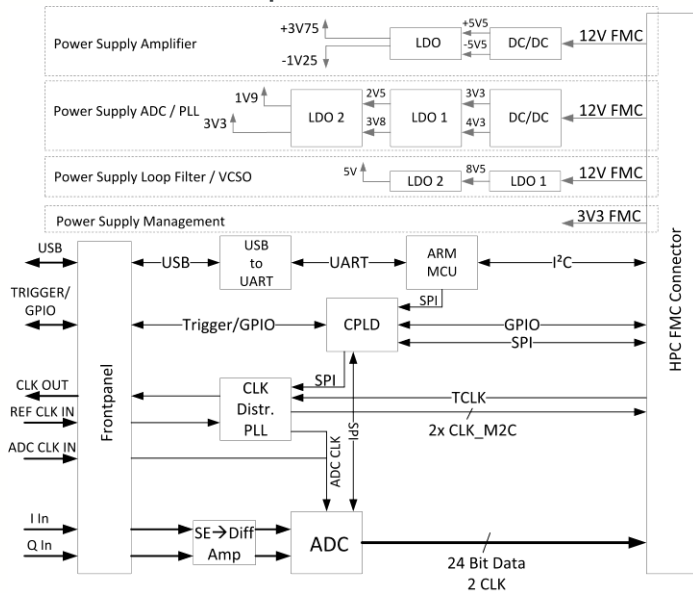 +3V75
+5V5
Power Supply Amplifier
LDO
DC/DC
12V FMC
-5V5
-1V25
1V9
2V5
3V3
Power Supply ADC / PLL
LDO 2
LDO 1
DC/DC
12V FMC
3V3
3V8
4V3
Power Supply Loop Filter / VCSO
5V
LDO 2
8V5
LDO 1
12V FMC
Power Supply Management
3V3 FMC
USB
USB
USB
to
UART
UART
ARM
MCU
I²C
HPC FMC Connector
Frontpanel
TRIGGER/
GPIO
Trigger/GPIO
SPI
CPLD
GPIO
SPI
CLK OUT
REF CLK IN
ADC CLK IN
SPI
CLK
Distr.
PLL
TCLK
2x CLK_M2C
ADC CLK
SPI
I In
Q In
SE→Diff
Amp
ADC
24 Bit Data
2 CLK